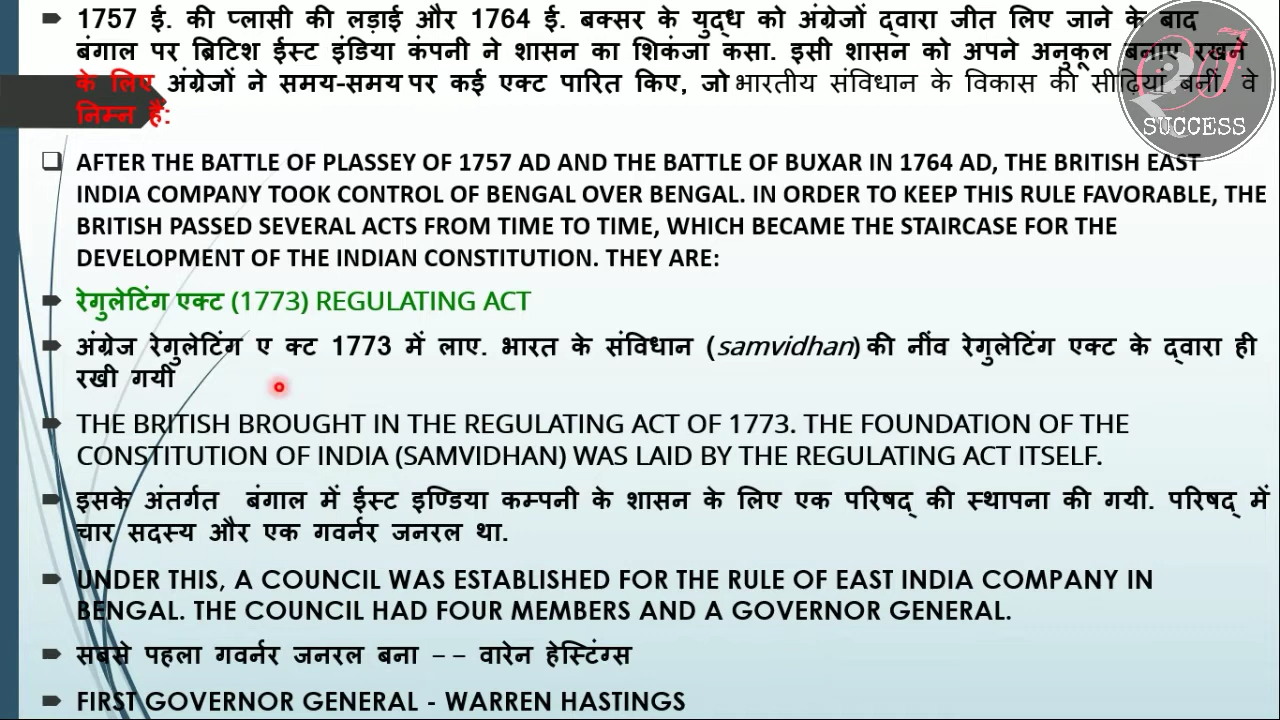 1757 ई. की प्लासी की लड़ाई और 1764 ई. बक्सर के युद्ध को अंग्रेजों द्वारा जीत लिए जाने के बाद
बंगाल पर ब्रिटिश ईस्ट इंडिया कंपनी ने शासन का शिकंजा कसा. इसी शासन को अपने अनुकूल बनाए रखने
के लिए अंग्रेजों ने समय-समय पर कई एक्ट पारित किए, जो भारतीय संविधान के विकास की सीढ़ियां बनीं. वे
निम्न हैं:
SUCCESS
AFTER THE BATTLE OF PLASSEY OF 1757 AD AND THE BATTLE OF BUXAR IN 1764 AD, THE BRITISH EAST
INDIA COMPANY TOOK CONTROL OF BENGAL OVER BENGAL. IN ORDER TO KEEP THIS RULE FAVORABLE, THE
BRITISH PASSED SEVERAL ACTS FROM TIME TO TIME, WHICH BECAME THE STAIRCASE FOR THE
DEVELOPMENT OF THE INDIAN CONSTITUTION. THEY ARE:
रेगुलेटिंग एक्ट (1773) REGULATING ACT
अंग्रेज रेगुलेटिंग ए क्ट 1773 में लाए. भारत के संविधान (samvidhan) की नींव रेगुलेटिंग एक्ट के द्वारा ही
रखी गयी
THE BRITISH BROUGHT IN THE REGULATING ACT OF 1773. THE FOUNDATION OF THE
CONSTITUTION OF INDIA (SAMVIDHAN) WAS LAID BY THE REGULATING ACT ITSELF.
इसके अंतर्गत बंगाल में ईस्ट इण्डिया कम्पनी के शासन के लिए एक परिषद् की स्थापना की गयी. परिषद् में
चार सदस्य और एक गवर्नर जनरल था.
UNDER THIS, A COUNCIL WAS ESTABLISHED FOR THE RULE OF EAST INDIA COMPANY IN
BENGAL. THE COUNCIL HAD FOUR MEMBERS AND A GOVERNOR GENERAL.
सबसे पहला गवर्नर जनरल बना –– वारेन हेस्टिंग्स
FIRST GOVERNOR GENERAL - WARREN HASTINGS